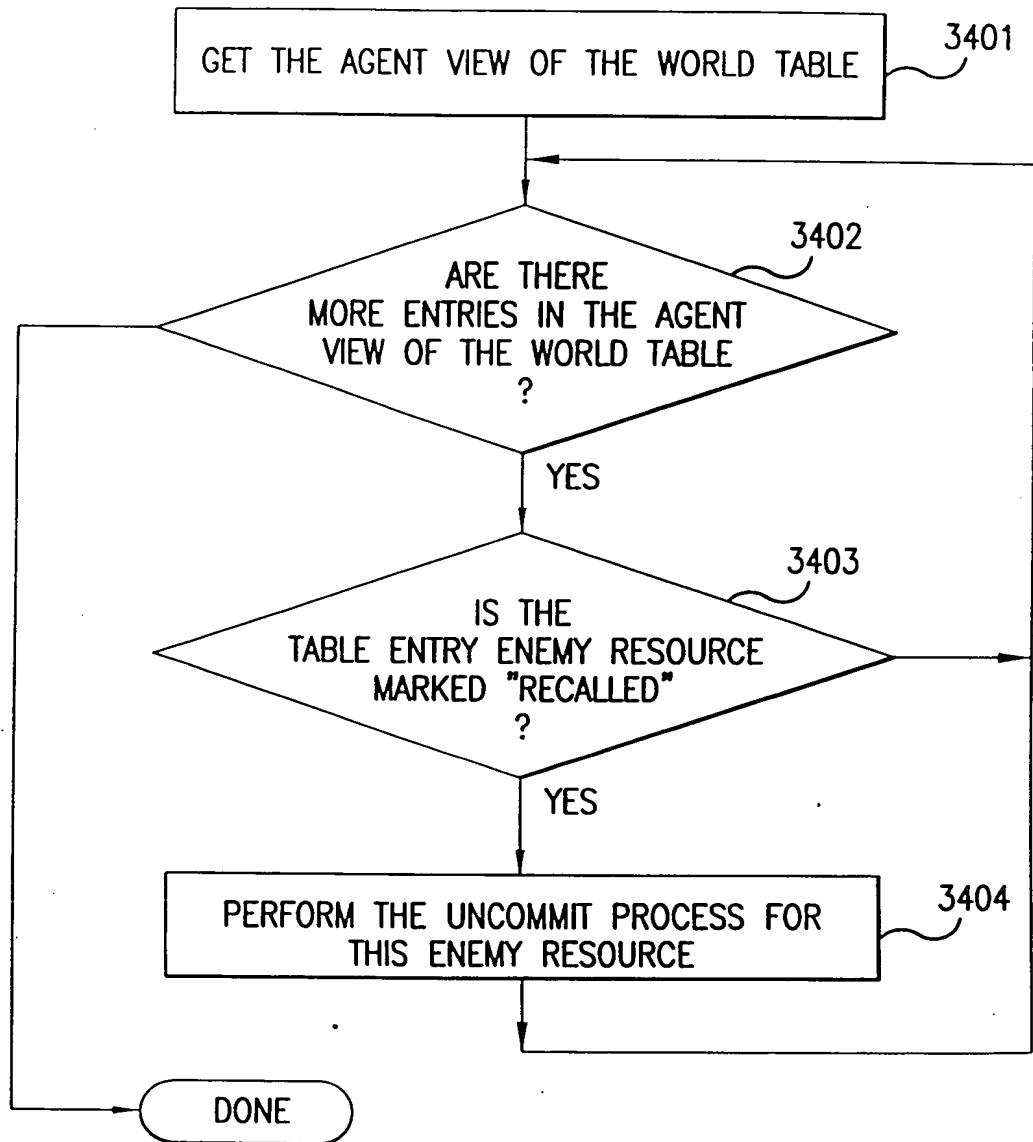 GET THE AGENT VIEW OF THE WORLD TABLE
3401
3402
ARE THERE
MORE ENTRIES IN THE AGENT
VIEW OF THE WORLD TABLE
?
YES
3403
IS THE
TABLE ENTRY ENEMY RESOURCE
MARKED "RECALLED"
?
YES
3404
PERFORM THE UNCOMMIT PROCESS FOR
THIS ENEMY RESOURCE
DONE